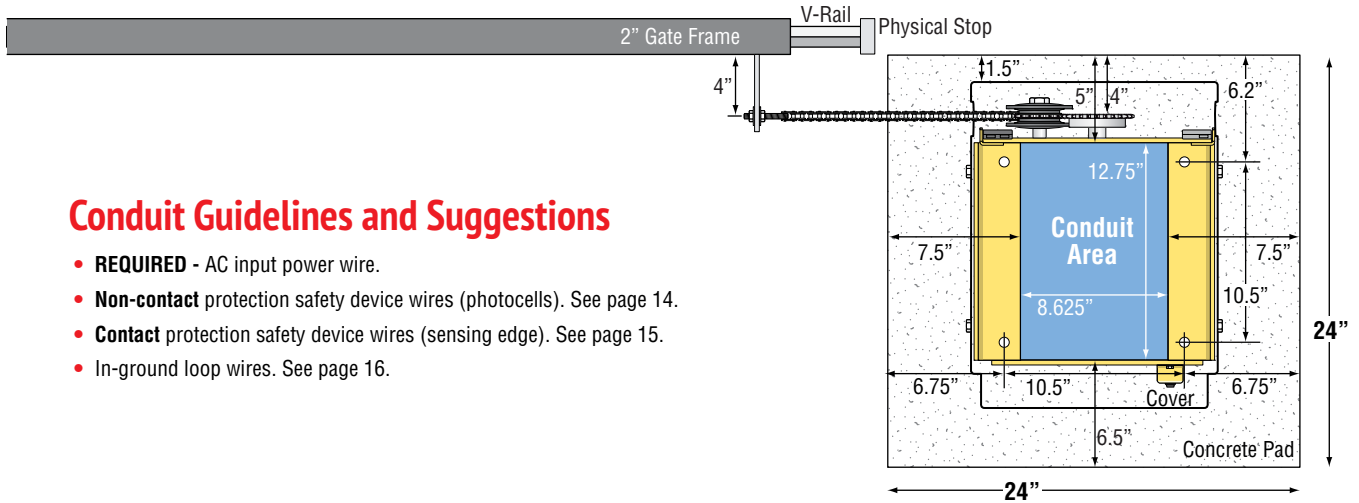 V-Rail
Physical Stop
2” Gate Frame
4”
1.5”
5”
4”
6.2”
12.75”
Conduit
Area
7.5”
7.5”
8.625”
10.5”
24”
6.75”
10.5”
6.75”
Cover
6.5”
Concrete Pad
24”
Conduit Guidelines and Suggestions
• REQUIRED - AC input power wire.
• Non-contact protection safety device wires (photocells). See page 14.
• Contact protection safety device wires (sensing edge). See page 15.
• In-ground loop wires. See page 16.